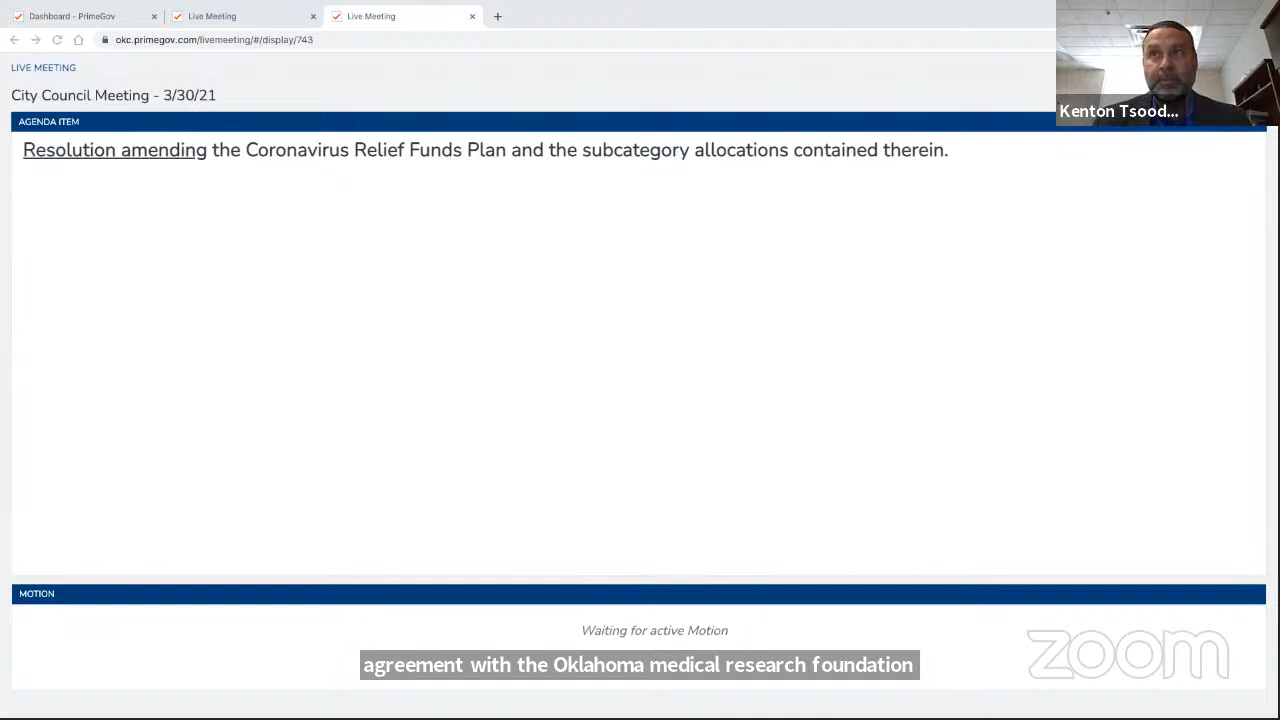 Dashboard - PrimeGov
Live Meeting
Live Meeting
okc.primegov.com/livemeeting/#/display/743
LIVE MEETING
City Council Meeting - 3/30/21
Kenton Tsood...
AGENDA ITEM
Resolution amending the Coronavirus Relief Funds Plan and the subcategory allocations contained therein.
MOTION
Waiting for active Motion
agreement with the Oklahoma medical research foundation
zoom